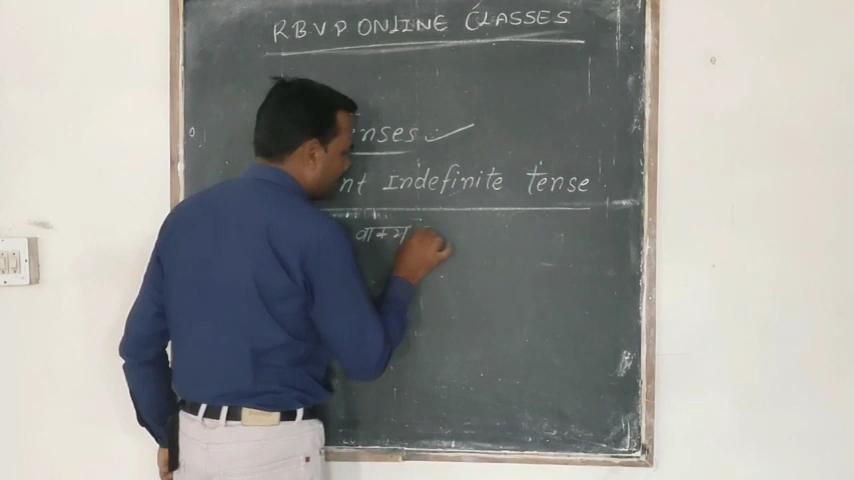 RBVP ONLINE CLASSES
enses
nt Indefinite Tense
वाक्य